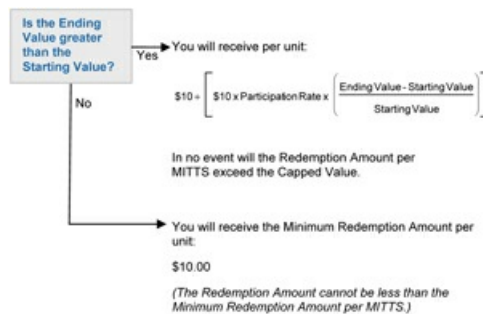 Is the Ending
Value greater
than the
Starting Value?
Yes
You will receive per unit:
$10 + [ $10 x Participation Rate x ( Ending Value - Starting Value
Starting Value ) ]
No
In no event will the Redemption Amount per
MITTS exceed the Capped Value.
You will receive the Minimum Redemption Amount per
unit:
$10.00
(The Redemption Amount cannot be less than the
Minimum Redemption Amount per MITTS.)